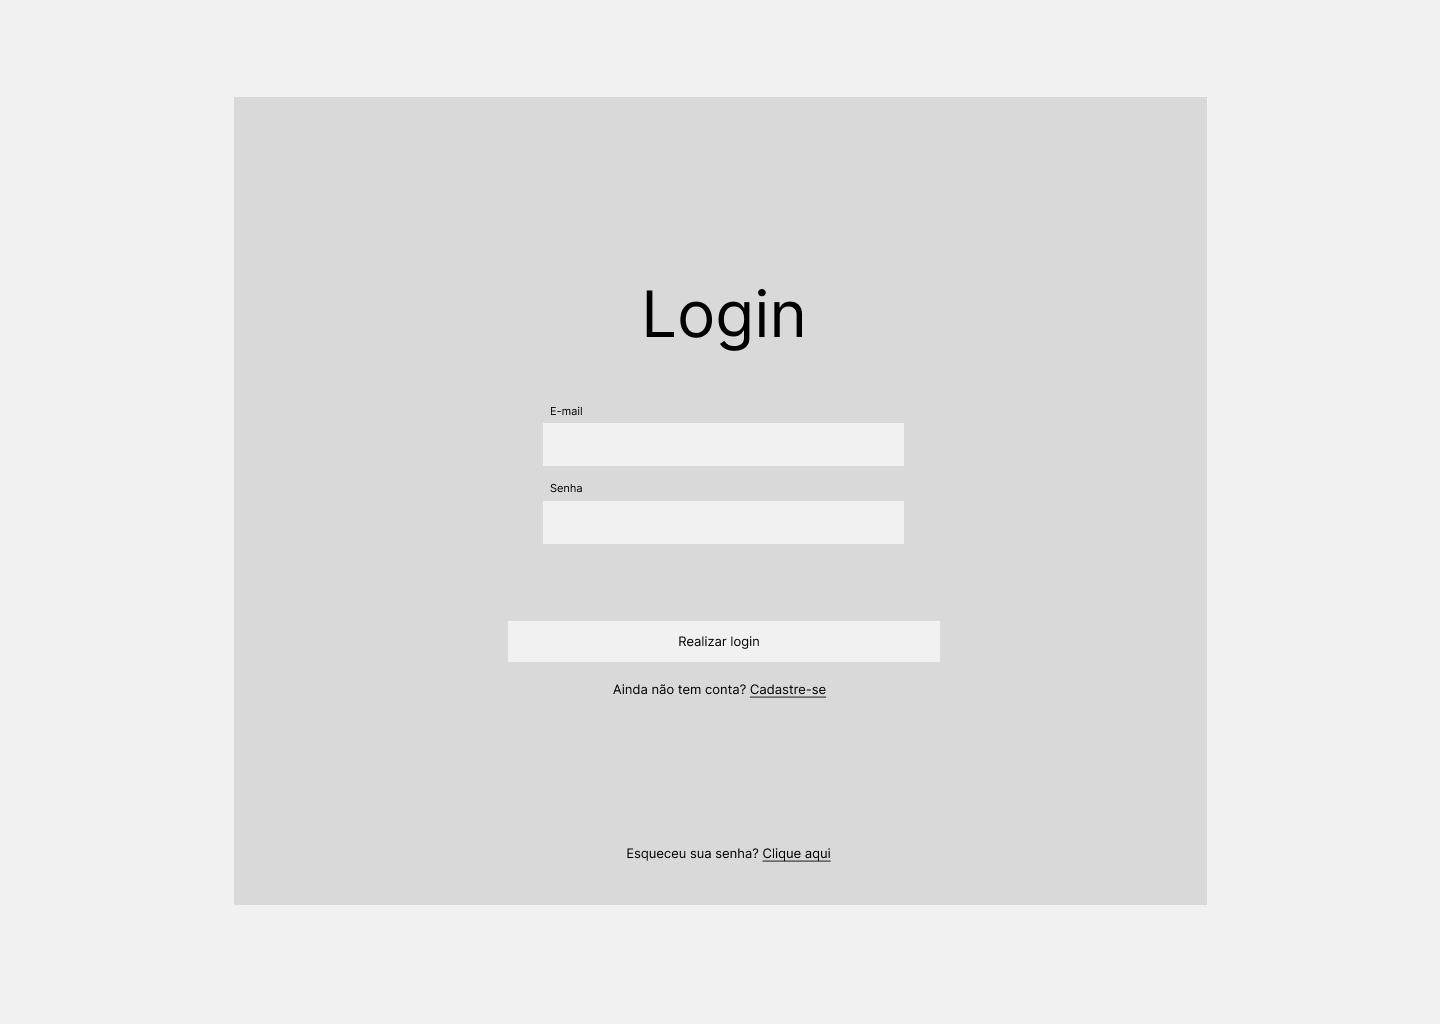 Login
E-mail
Senha
Realizar login
Ainda não tem conta? Cadastre-se
Esqueceu sua senha? Clique aqui